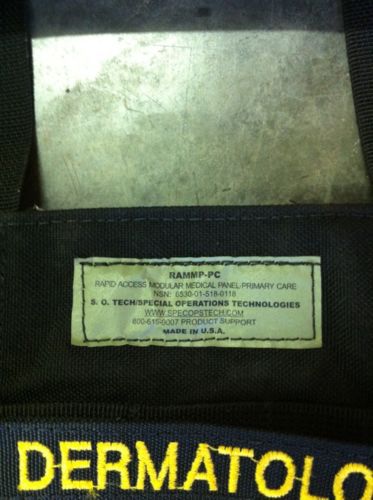 RAMMP-PC
RAPID ACCESS MODULAR MEDICAL PANEL-PRIMARY CARE
NSN: 6530-01-518-0118
S. O. TECH/SPECIAL OPERATIONS TECHNOLOGIES
WWW.SPECOPSTECH.COM
800-615-9007 PRODUCT SUPPORT
MADE IN U.S.A.
DERMATOLO